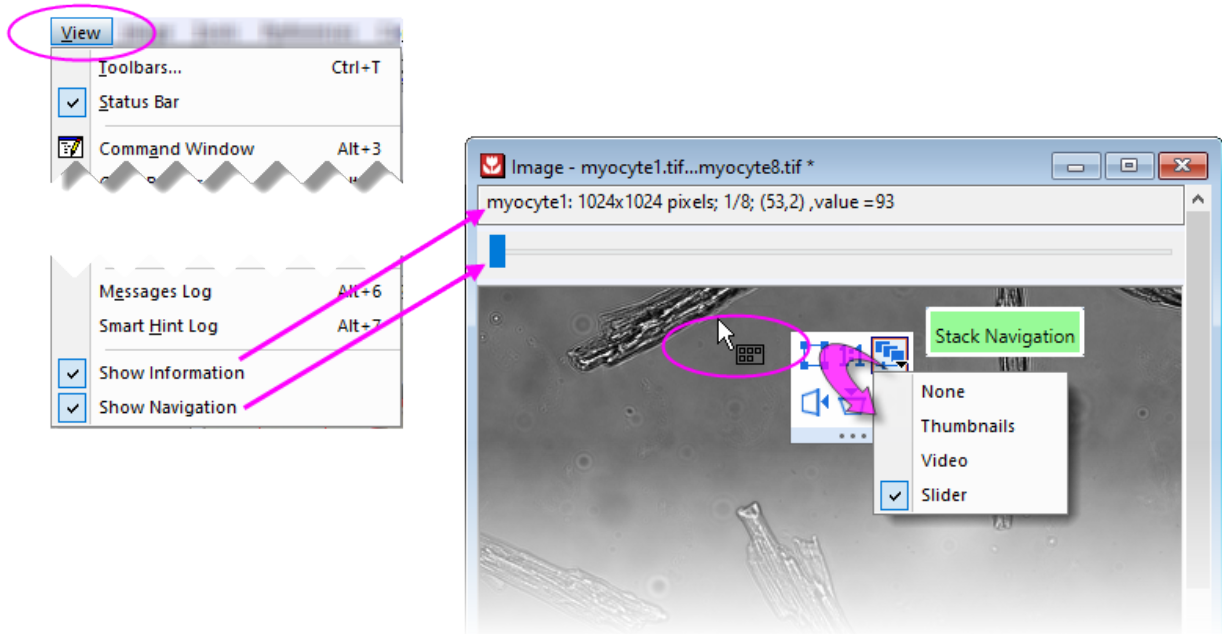 View
Toolbars... Ctrl+T
Status Bar
Command Window Alt+3
Messages Log Alt+6
Smart Hint Log Alt+7
Show Information
Show Navigation
Image - myocyte1.tif...myocyte8.tif *
myocyte1: 1024x1024 pixels; 1/8; (53,2) ,value =93
1:1
Stack Navigation
None
Thumbnails
Video
Slider